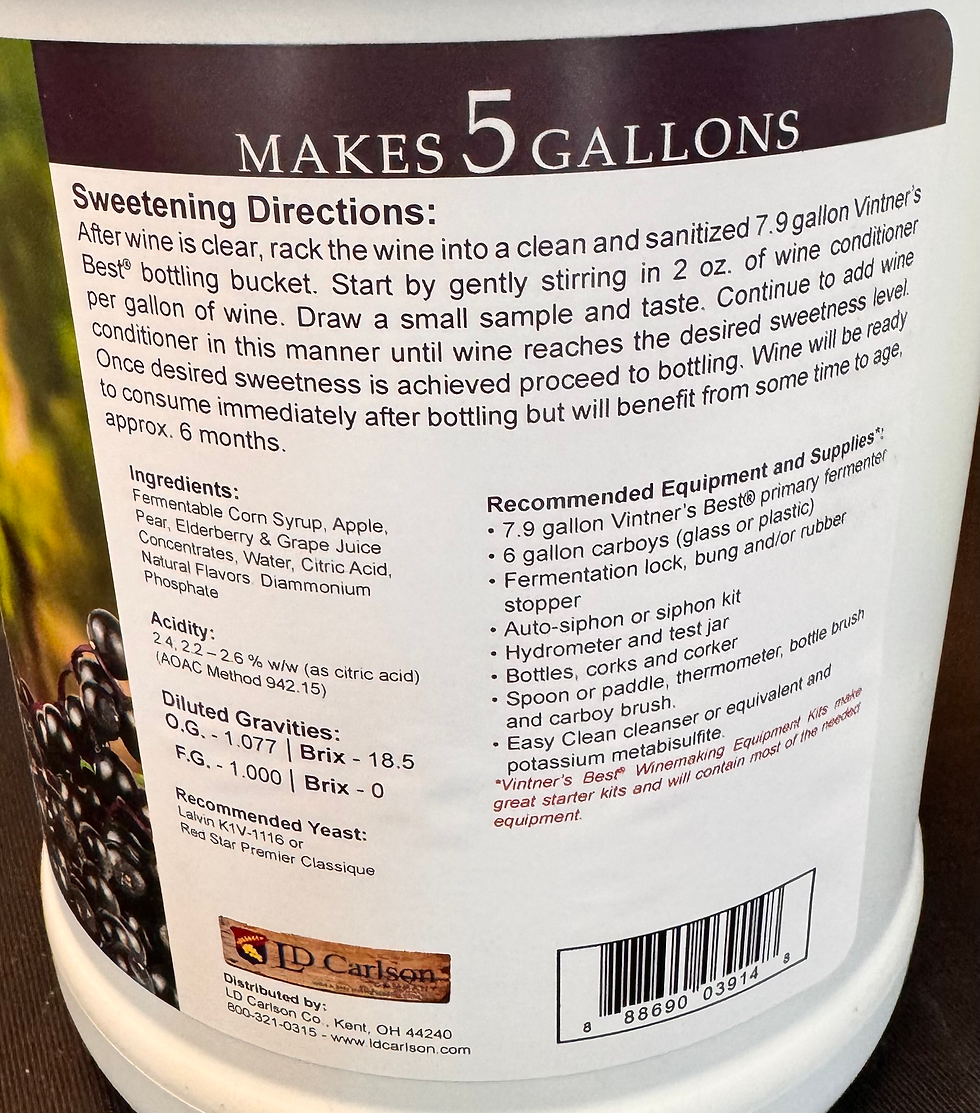 MAKES 5 GALLONS
Sweetening Directions:
After wine is clear, rack the wine into a clean and sanitized 7.9 gallon Vintner's
Best® bottling bucket. Start by gently stirring in 2 oz. of wine conditioner
per gallon of wine. Draw a small sample and taste. Continue to add wine
conditioner in this manner until wine reaches the desired sweetness level.
Once desired sweetness is achieved proceed to bottling. Wine will be ready
to consume immediately after bottling but will benefit from some time to age,
approx. 6 months.
Ingredients:
Fermentable Corn Syrup, Apple,
Pear, Elderberry & Grape Juice
Concentrates, Water, Citric Acid,
Natural Flavors. Diammonium
Phosphate
Acidity:
2.4, 2.2 – 2.6 % w/w (as citric acid)
(AOAC Method 942.15)
Diluted Gravities:
O.G. - 1.077 | Brix - 18.5
F.G. - 1.000 | Brix - 0
Recommended Yeast:
Lalvin K1V-1116 or
Red Star Premier Classique
Recommended Equipment and Supplies*:
• 7.9 gallon Vintner's Best® primary fermenter
• 6 gallon carboys (glass or plastic)
• Fermentation lock, bung and/or rubber
stopper
• Auto-siphon or siphon kit
• Hydrometer and test jar
• Bottles, corks and corker
• Spoon or paddle, thermometer, bottle brush
and carboy brush.
• Easy Clean cleanser or equivalent and
potassium metabisulfite.
*Vintner's Best® Winemaking Equipment Kits make
great starter kits and will contain most of the needed
equipment.
LD Carlson
Distributed by:
LD Carlson Co., Kent, OH 44240
800-321-0315 - www.ldcarlson.com
8 88690 03914 8